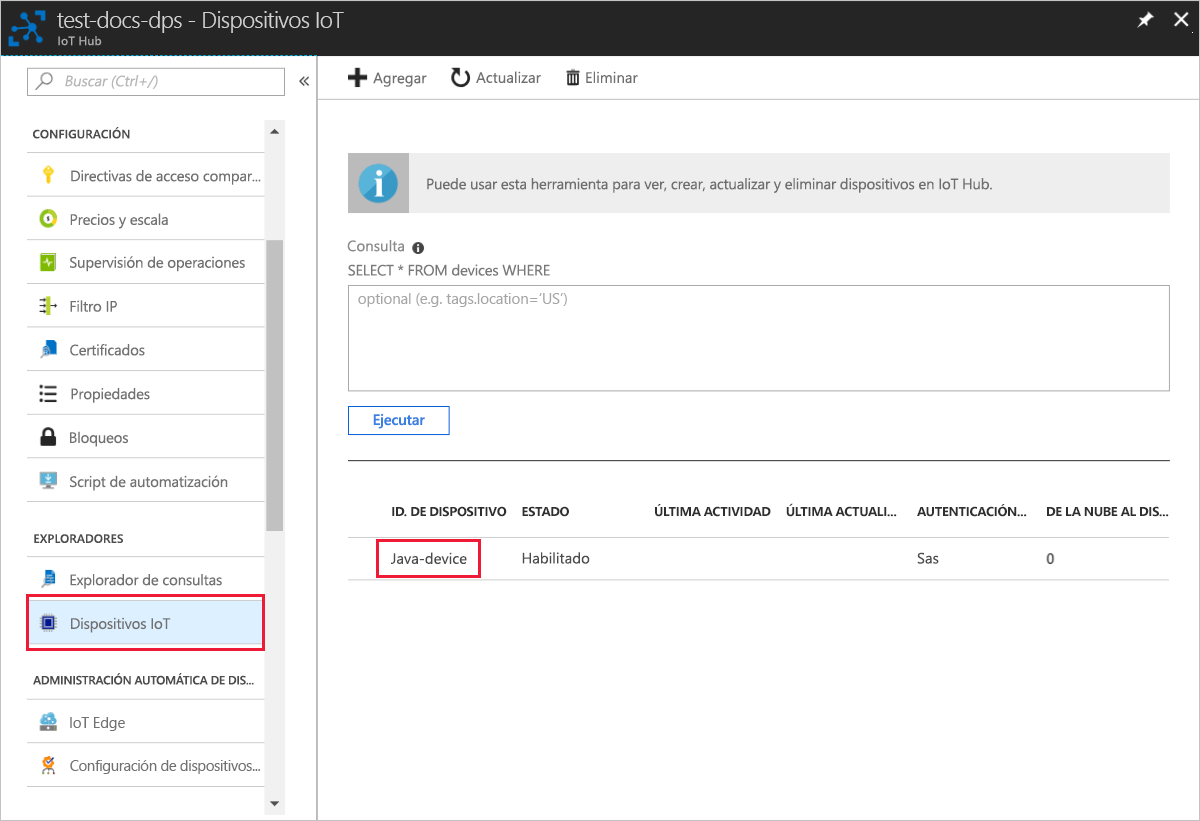 test-docs-dps - Dispositivos IoT
IoT Hub
Buscar (Ctrl+/)
«
CONFIGURACIÓN
Directivas de acceso compar...
Precios y escala
Supervisión de operaciones
Filtro IP
Certificados
Propiedades
Bloqueos
Script de automatización
EXPLORADORES
Explorador de consultas
Dispositivos IoT
ADMINISTRACIÓN AUTOMÁTICA DE DIS...
IoT Edge
Configuración de dispositivos...
Agregar Actualizar Eliminar
Puede usar esta herramienta para ver, crear, actualizar y eliminar dispositivos en IoT Hub.
Consulta
SELECT * FROM devices WHERE
optional (e.g. tags.location='US')
Ejecutar
ID. DE DISPOSITIVO ESTADO ÚLTIMA ACTIVIDAD ÚLTIMA ACTUALI... AUTENTICACIÓN... DE LA NUBE AL DIS...
Java-device Habilitado Sas 0